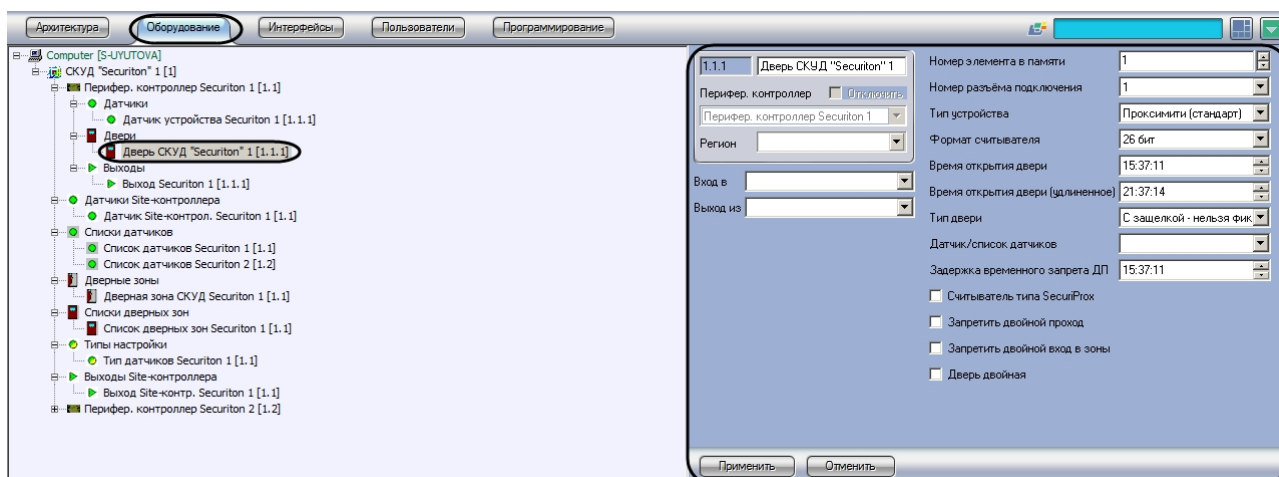 Архитектура Оборудование Интерфейсы Пользователи Программирование
Computer [S-UYUTOVA]
СКУД "Securiton" 1 [1]
Перифер. контроллер Securiton 1 [1.1]
Датчики
Датчик устройства Securiton 1 [1.1.1]
Двери
Дверь СКУД "Securiton" 1 [1.1.1]
Выходы
Выход Securiton 1 [1.1.1]
Датчики Site-контроллера
Датчик Site-контрол. Securiton 1 [1.1]
Списки датчиков
Список датчиков Securiton 1 [1.1]
Список датчиков Securiton 2 [1.2]
Дверные зоны
Дверная зона СКУД Securiton 1 [1.1]
Списки дверных зон
Список дверных зон Securiton 1 [1.1]
Типы настройки
Тип датчиков Securiton 1 [1.1]
Выходы Site-контроллера
Выход Site-контр. Securiton 1 [1.1]
Перифер. контроллер Securiton 2 [1.2]
1.1.1 Дверь СКУД "Securiton" 1
Перифер. контроллер Отключить
Перифер. контроллер Securiton 1
Регион
Вход в
Выход из
Номер элемента в памяти 1
Номер разъёма подключения 1
Тип устройства Проксимити (стандарт)
Формат считывателя 26 бит
Время открытия двери 15:37:11
Время открытия двери (удлиненное) 21:37:14
Тип двери С защелкой - нельзя фик
Датчик/список датчиков
Задержка временного запрета ДП 15:37:11
Считыватель типа SecuriProx
Запретить двойной проход
Запретить двойной вход в зоны
Дверь двойная
Применить Отменить